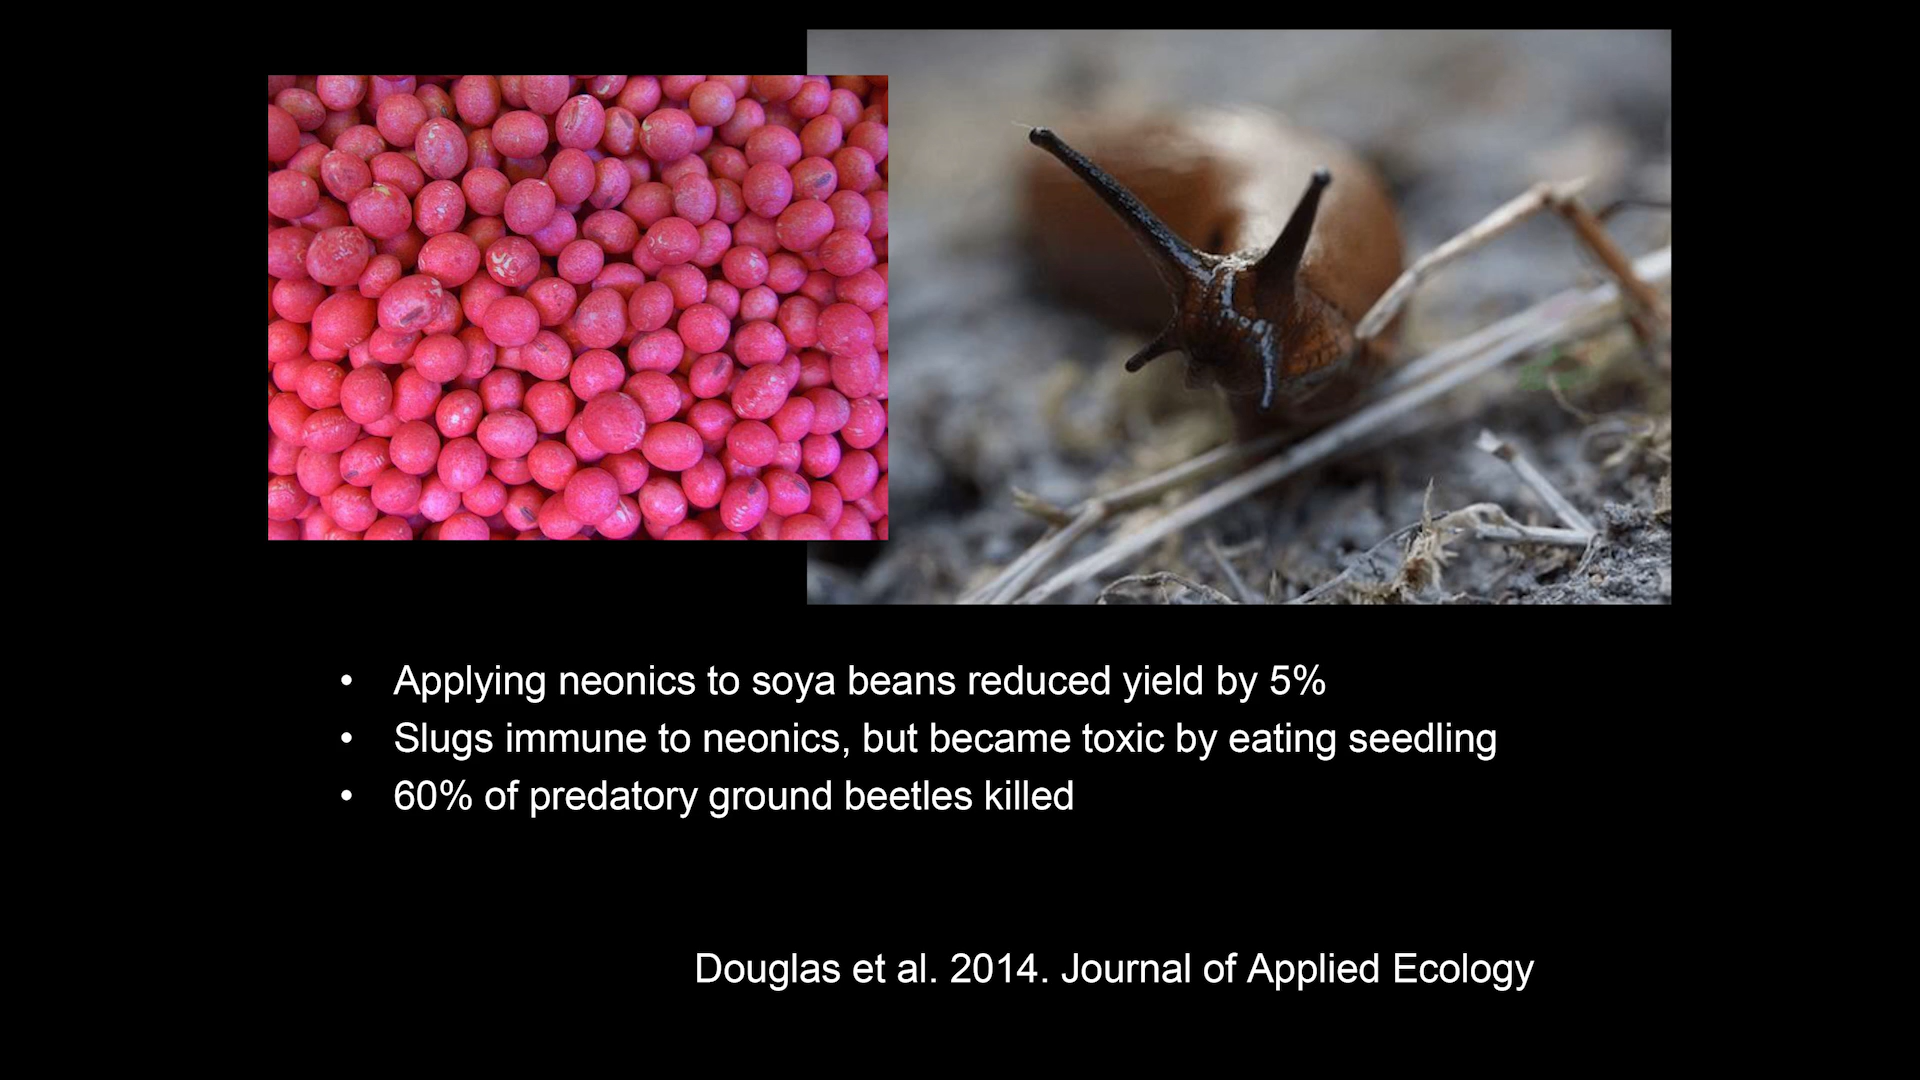 • Applying neonics to soya beans reduced yield by 5%
• Slugs immune to neonics, but became toxic by eating seedling
• 60% of predatory ground beetles killed
Douglas et al. 2014. Journal of Applied Ecology